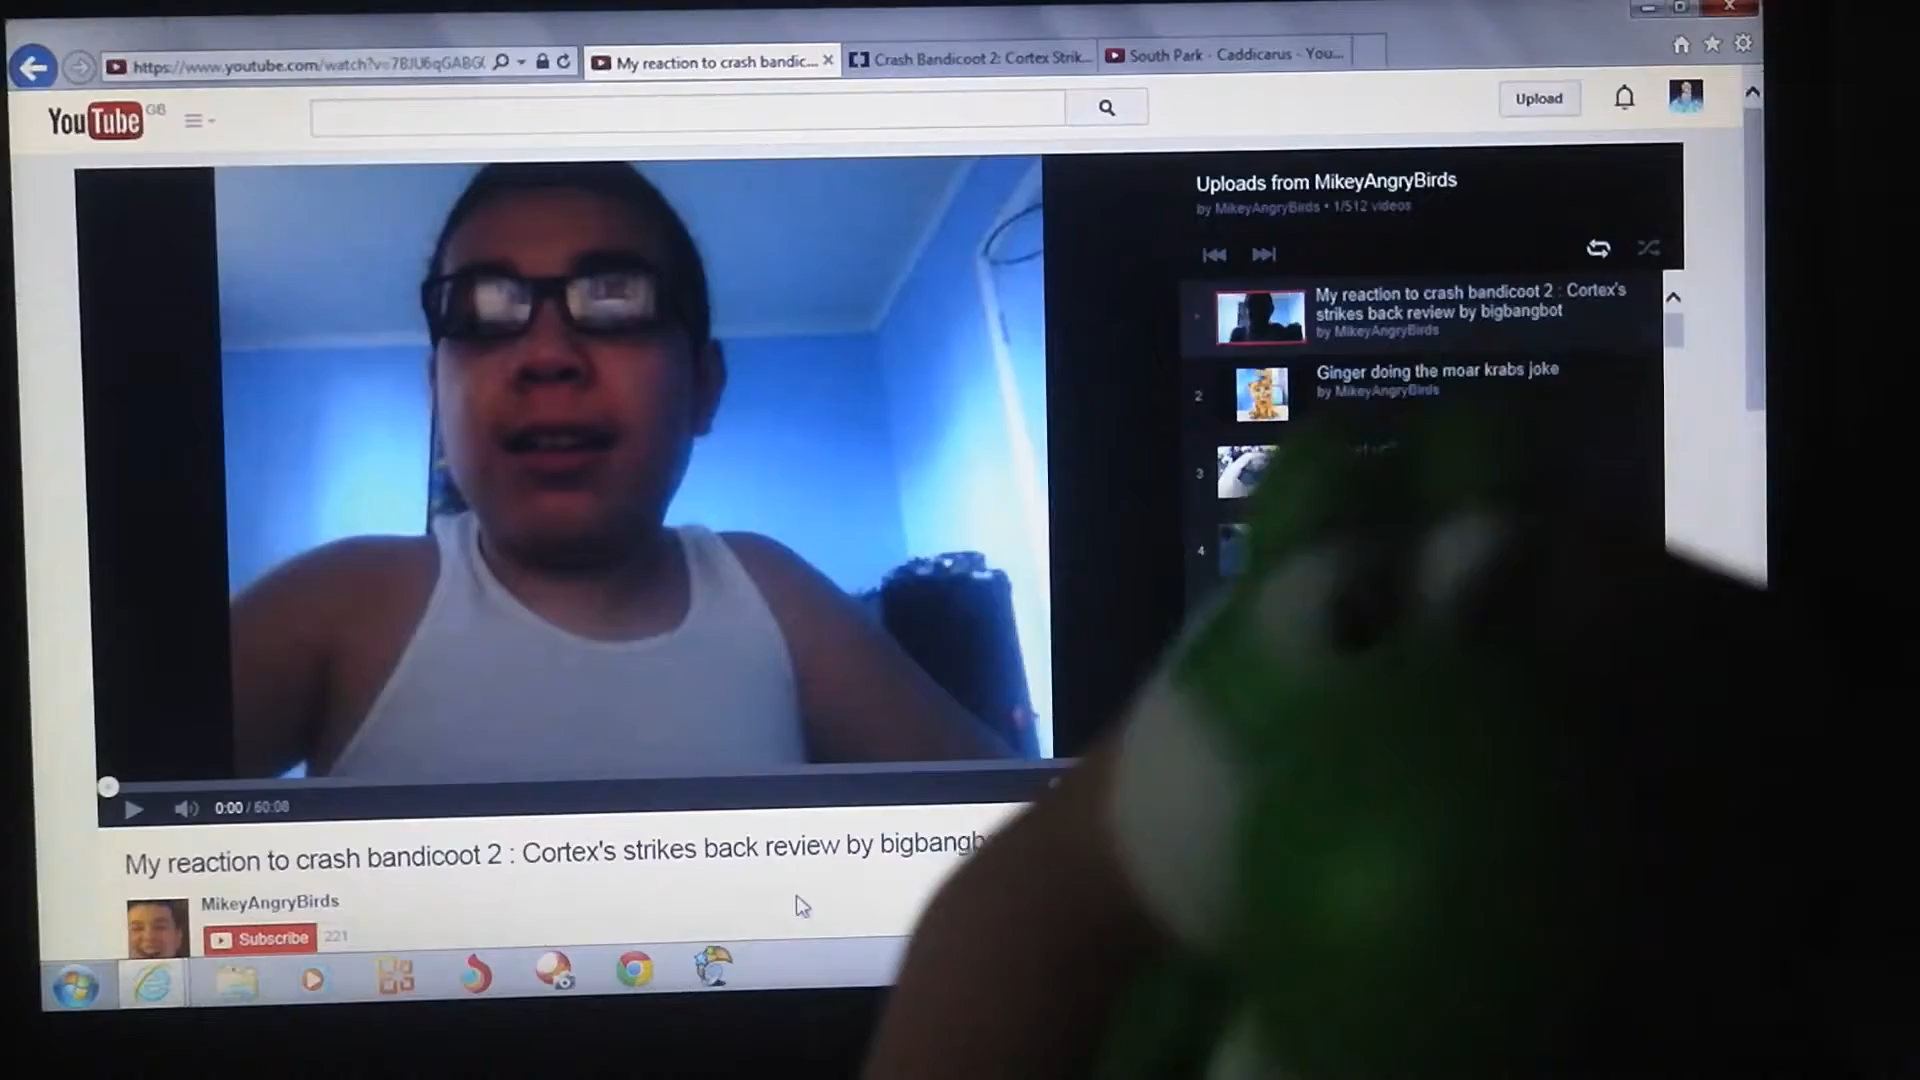 https://www.youtube.com/watch?v=7BJU6qGABG
My reaction to crash bandic...
Crash Bandicoot 2: Cortex Strik...
South Park - Caddicarus - You...
YouTube GB
Upload
Uploads from MikeyAngryBirds
by MikeyAngryBirds • 1/512 videos
My reaction to crash bandicoot 2 : Cortex's
strikes back review by bigbangbot
by MikeyAngryBirds
2
Ginger doing the moar krabs joke
by MikeyAngryBirds
3
4
0:00 / 50:08
My reaction to crash bandicoot 2 : Cortex's strikes back review by bigbangb
MikeyAngryBirds
Subscribe
221